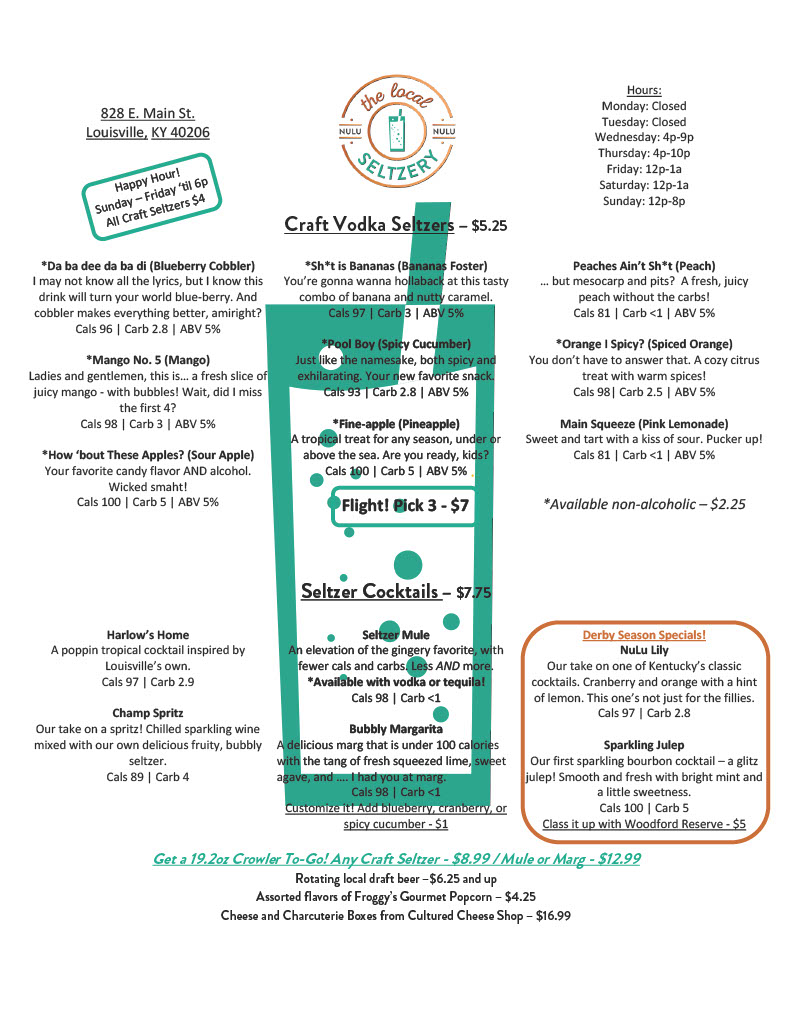 828 E. Main St.
Louisville, KY 40206
Happy Hour!
Sunday – Friday ‘til 6p
All Craft Seltzers $4
the local
NULU NULU
SELTZERY
Hours:
Monday: Closed
Tuesday: Closed
Wednesday: 4p-9p
Thursday: 4p-10p
Friday: 12p-1a
Saturday: 12p-1a
Sunday: 12p-8p
Craft Vodka Seltzers – $5.25
*Da ba dee da ba di (Blueberry Cobbler)
I may not know all the lyrics, but I know this
drink will turn your world blue-berry. And
cobbler makes everything better, amiright?
Cals 96 | Carb 2.8 | ABV 5%
*Mango No. 5 (Mango)
Ladies and gentlemen, this is… a fresh slice of
juicy mango - with bubbles! Wait, did I miss
the first 4?
Cals 98 | Carb 3 | ABV 5%
*How ‘bout These Apples? (Sour Apple)
Your favorite candy flavor AND alcohol.
Wicked smaht!
Cals 100 | Carb 5 | ABV 5%
*Sh*t is Bananas (Bananas Foster)
You’re gonna wanna hollaback at this tasty
combo of banana and nutty caramel.
Cals 97 | Carb 3 | ABV 5%
*Pool Boy (Spicy Cucumber)
Just like the namesake, both spicy and
exhilarating. Your new favorite snack.
Cals 93 | Carb 2.8 | ABV 5%
*Fine-apple (Pineapple)
A tropical treat for any season, under or
above the sea. Are you ready, kids?
Cals 100 | Carb 5 | ABV 5%
Flight! Pick 3 - $7
Peaches Ain’t Sh*t (Peach)
… but mesocarp and pits? A fresh, juicy
peach without the carbs!
Cals 81 | Carb <1 | ABV 5%
*Orange I Spicy? (Spiced Orange)
You don’t have to answer that. A cozy citrus
treat with warm spices!
Cals 98| Carb 2.5 | ABV 5%
Main Squeeze (Pink Lemonade)
Sweet and tart with a kiss of sour. Pucker up!
Cals 81 | Carb <1 | ABV 5%
*Available non-alcoholic – $2.25
Seltzer Cocktails – $7.75
Harlow’s Home
A poppin tropical cocktail inspired by
Louisville’s own.
Cals 97 | Carb 2.9
Champ Spritz
Our take on a spritz! Chilled sparkling wine
mixed with our own delicious fruity, bubbly
seltzer.
Cals 89 | Carb 4
Seltzer Mule
An elevation of the gingery favorite, with
fewer cals and carbs. Less AND more.
*Available with vodka or tequila!
Cals 98 | Carb <1
Bubbly Margarita
A delicious marg that is under 100 calories
with the tang of fresh squeezed lime, sweet
agave, and …. I had you at marg.
Cals 98 | Carb <1
Customize it! Add blueberry, cranberry, or
spicy cucumber - $1
Derby Season Specials!
NuLu Lily
Our take on one of Kentucky’s classic
cocktails. Cranberry and orange with a hint
of lemon. This one’s not just for the fillies.
Cals 97 | Carb 2.8
Sparkling Julep
Our first sparkling bourbon cocktail – a glitz
julep! Smooth and fresh with bright mint and
a little sweetness.
Cals 100 | Carb 5
Class it up with Woodford Reserve - $5
Get a 19.2oz Crowler To-Go! Any Craft Seltzer - $8.99 / Mule or Marg - $12.99
Rotating local draft beer –$6.25 and up
Assorted flavors of Froggy’s Gourmet Popcorn – $4.25
Cheese and Charcuterie Boxes from Cultured Cheese Shop – $16.99